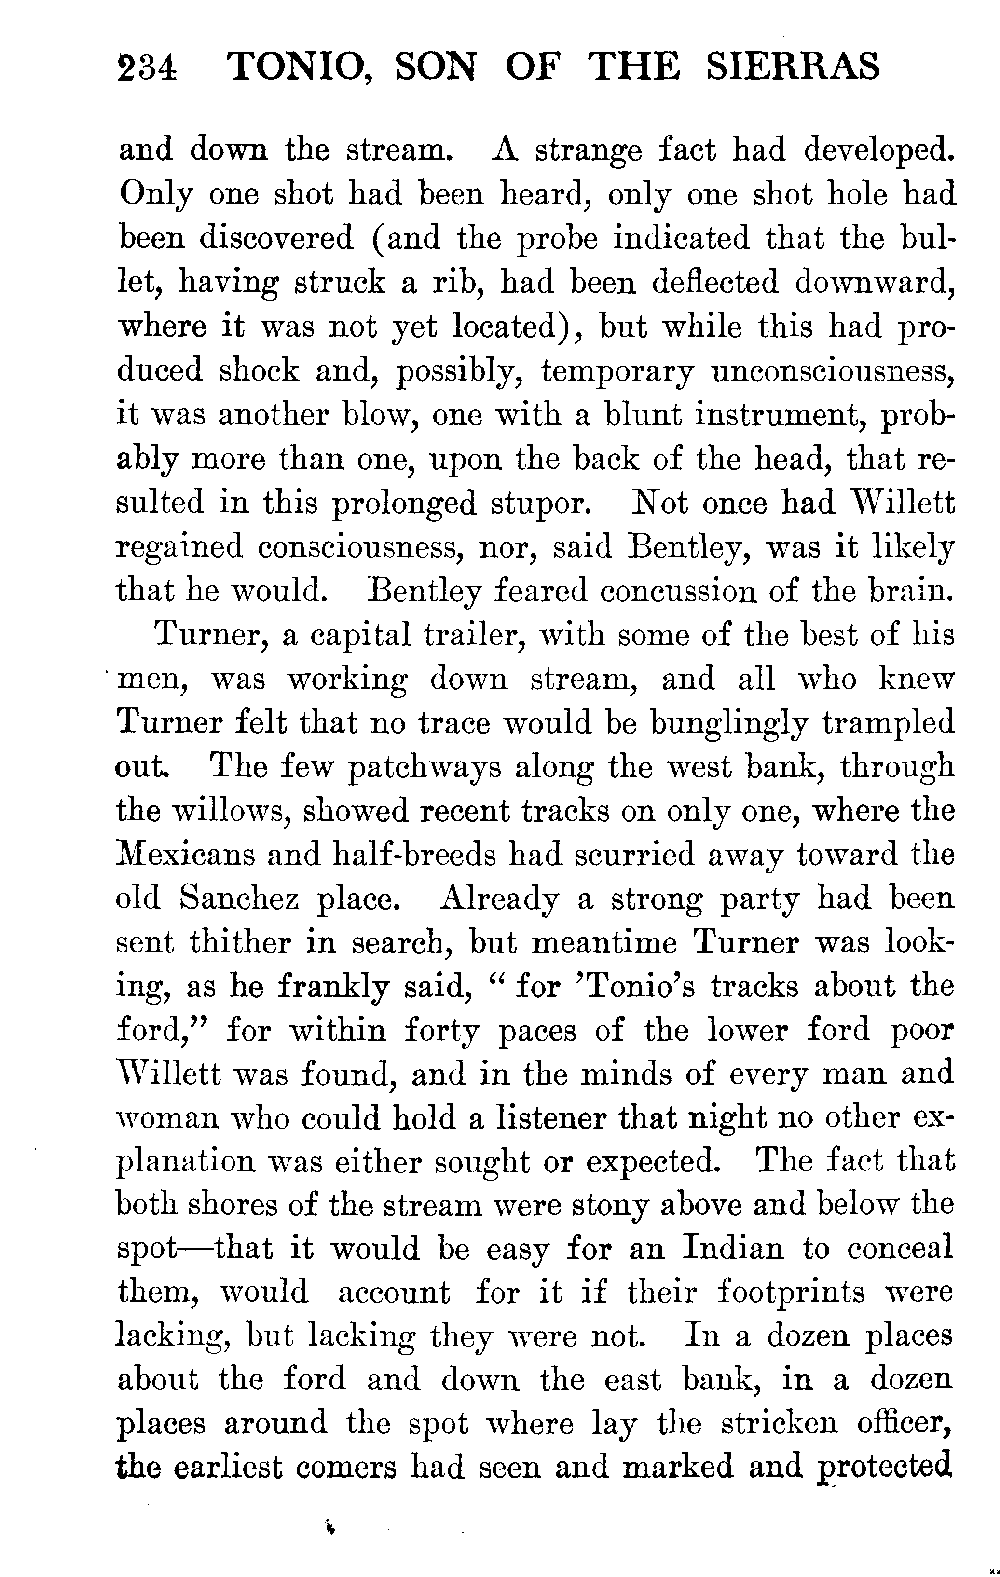 234 TONIO, SON OF THE SIERRAS
and down the stream. A strange fact had developed.
Only one shot had been heard, only one shot hole had
been discovered (and the probe indicated that the bul-
let, having struck a rib, had been deflected downward,
where it was not yet located), but while this had pro-
duced shock and, possibly, temporary unconsciousness,
it was another blow, one with a blunt instrument, prob-
ably more than one, upon the back of the head, that re-
sulted in this prolonged stupor. Not once had Willett
regained consciousness, nor, said Bentley, was it likely
that he would. Bentley feared concussion of the brain.
Turner, a capital trailer, with some of the best of his
men, was working down stream, and all who knew
Turner felt that no trace would be bunglingly trampled
out. The few patchways along the west bank, through
the willows, showed recent tracks on only one, where the
Mexicans and half-breeds had scurried away toward the
old Sanchez place. Already a strong party had been
sent thither in search, but meantime Turner was look-
ing, as he frankly said, “ for ’Tonio’s tracks about the
ford,” for within forty paces of the lower ford poor
Willett was found, and in the minds of every man and
woman who could hold a listener that night no other ex-
planation was either sought or expected. The fact that
both shores of the stream were stony above and below the
spot—that it would be easy for an Indian to conceal
them, would account for it if their footprints were
lacking, but lacking they were not. In a dozen places
about the ford and down the east bank, in a dozen
places around the spot where lay the stricken officer,
the earliest comers had seen and marked and protected